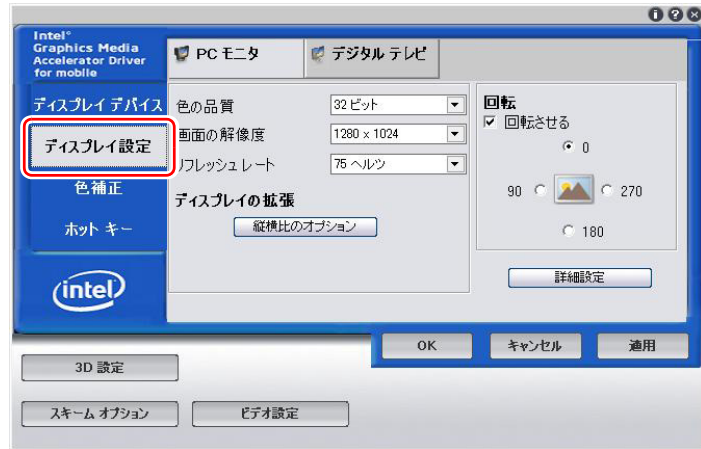 Intel®
Graphics Media
Accelerator Driver
for mobile
PC モニタ
デジタル テレビ
ディスプレイ デバイス
ディスプレイ設定
色補正
ホット キー
intel
色の品質
32 ビット
画面の解像度
1280 x 1024
リフレッシュ レート
75 ヘルツ
ディスプレイの拡張
縦横比のオプション
回転
回転させる
0
90
270
180
詳細設定
OK
キャンセル
適用
3D 設定
スキーム オプション
ビデオ設定